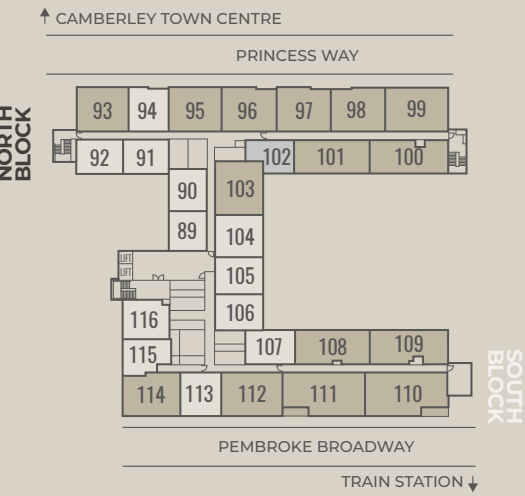 CAMBERLEY TOWN CENTRE
PRINCESS WAY
NORTH
BLOCK
93 94 95 96 97 98 99
92 91 102 101 100
90 103
89 104
LIFT
LIFT
105
116 106
115 107 108 109
114 113 112 111 110
SOUTH
BLOCK
PEMBROKE BROADWAY
TRAIN STATION